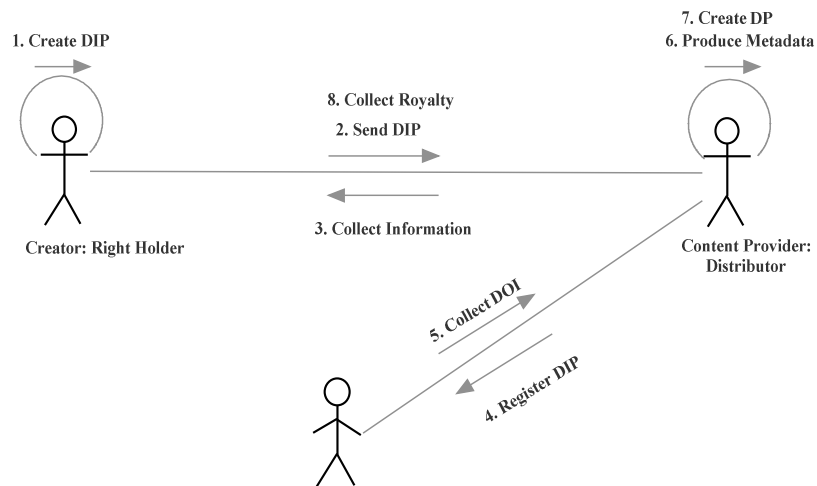 7. Create DP
1. Create DIP
6. Produce Metadata
8. Collect Royalty
2. Send DIP
3. Collect Information
Creator: Right Holder
Content Provider:
Distributor
5. Collect DOI
4. Register DIP